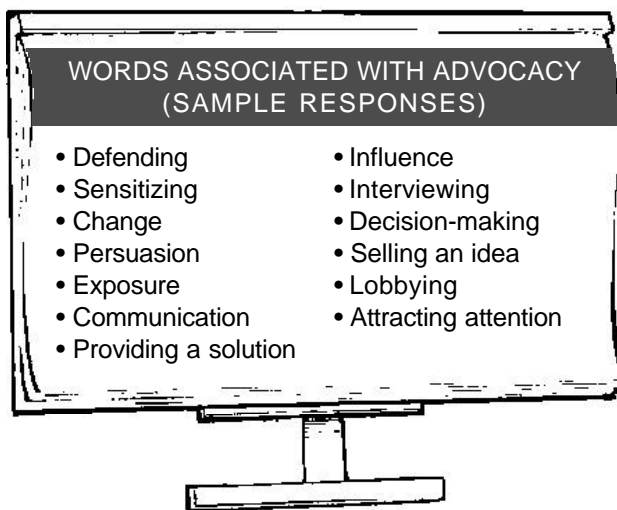 WORDS ASSOCIATED WITH ADVOCACY
(SAMPLE RESPONSES)
• Defending
• Sensitizing
• Change
• Persuasion
• Exposure
• Communication
• Providing a solution
• Influence
• Interviewing
• Decision-making
• Selling an idea
• Lobbying
• Attracting attention